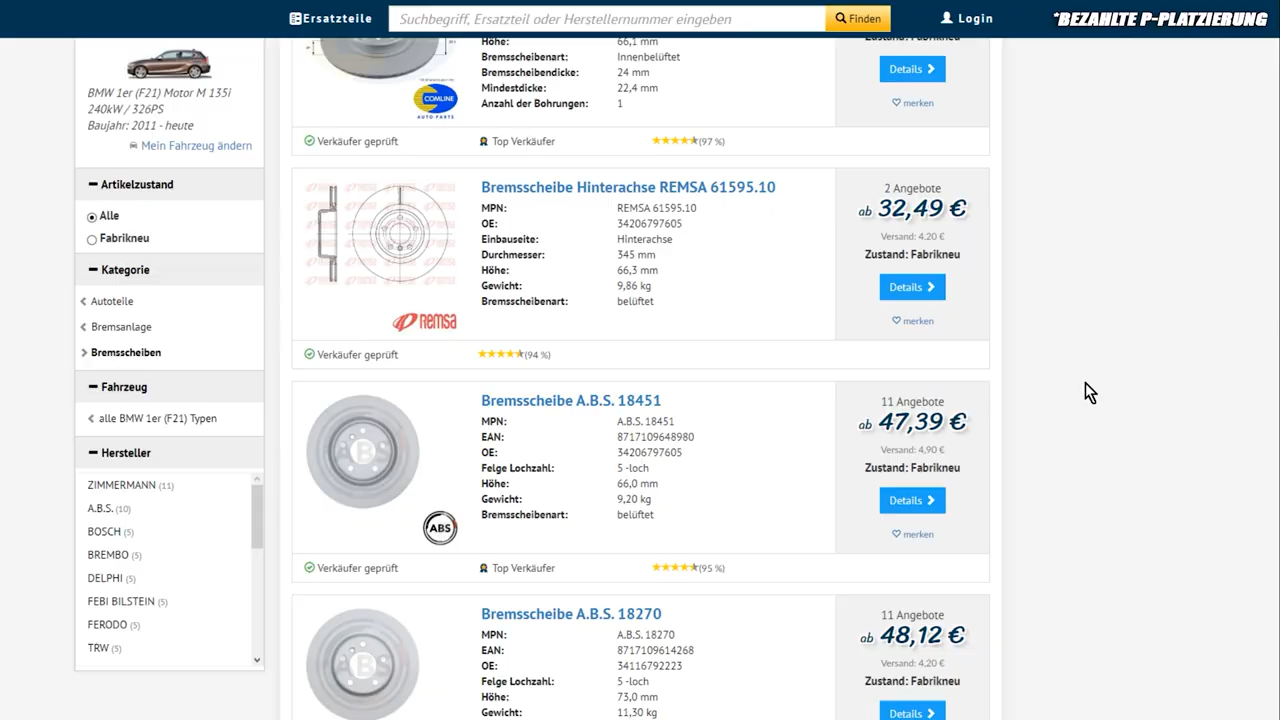 Ersatzteile
Suchbegriff, Ersatzteil oder Herstellernummer eingeben
Finden
Login
*BEZAHLTE P-PLATZIERUNG
BMW 1er (F21) Motor M 135i
240kW / 326PS
Baujahr: 2011 - heute
Mein Fahrzeug ändern
Artikelzustand
Alle
Fabrikneu
Kategorie
Autoteile
Bremsanlage
Bremsscheiben
Fahrzeug
alle BMW 1er (F21) Typen
Hersteller
ZIMMERMANN (11)
A.B.S. (10)
BOSCH (5)
BREMBO (5)
DELPHI (5)
FEBI BILSTEIN (5)
FERODO (5)
TRW (5)
COMLINE
AUTO PARTS
Höhe: 66,1 mm
Bremsscheibenart: Innenbelüftet
Bremsscheibendicke: 24 mm
Mindestdicke: 22,4 mm
Anzahl der Bohrungen: 1
Zustand: Fabrikneu
Details
merken
Verkäufer geprüft Top Verkäufer (97 %)
Bremsscheibe Hinterachse REMSA 61595.10
MPN: REMSA 61595.10
OE: 34206797605
Einbauseite: Hinterachse
Durchmesser: 345 mm
Höhe: 66,3 mm
Gewicht: 9,86 kg
Bremsscheibenart: belüftet
Remsa
2 Angebote
ab 32,49 €
Versand: 4,20 €
Zustand: Fabrikneu
Details
merken
Verkäufer geprüft (94 %)
Bremsscheibe A.B.S. 18451
MPN: A.B.S. 18451
EAN: 8717109648980
OE: 34206797605
Felge Lochzahl: 5 -loch
Höhe: 66,0 mm
Gewicht: 9,20 kg
Bremsscheibenart: belüftet
B
ABS
11 Angebote
ab 47,39 €
Versand: 4,90 €
Zustand: Fabrikneu
Details
merken
Verkäufer geprüft Top Verkäufer (95 %)
Bremsscheibe A.B.S. 18270
MPN: A.B.S. 18270
EAN: 8717109614268
OE: 34116792223
Felge Lochzahl: 5 -loch
Höhe: 73,0 mm
Gewicht: 11,30 kg
B
11 Angebote
ab 48,12 €
Versand: 4,20 €
Zustand: Fabrikneu
Details